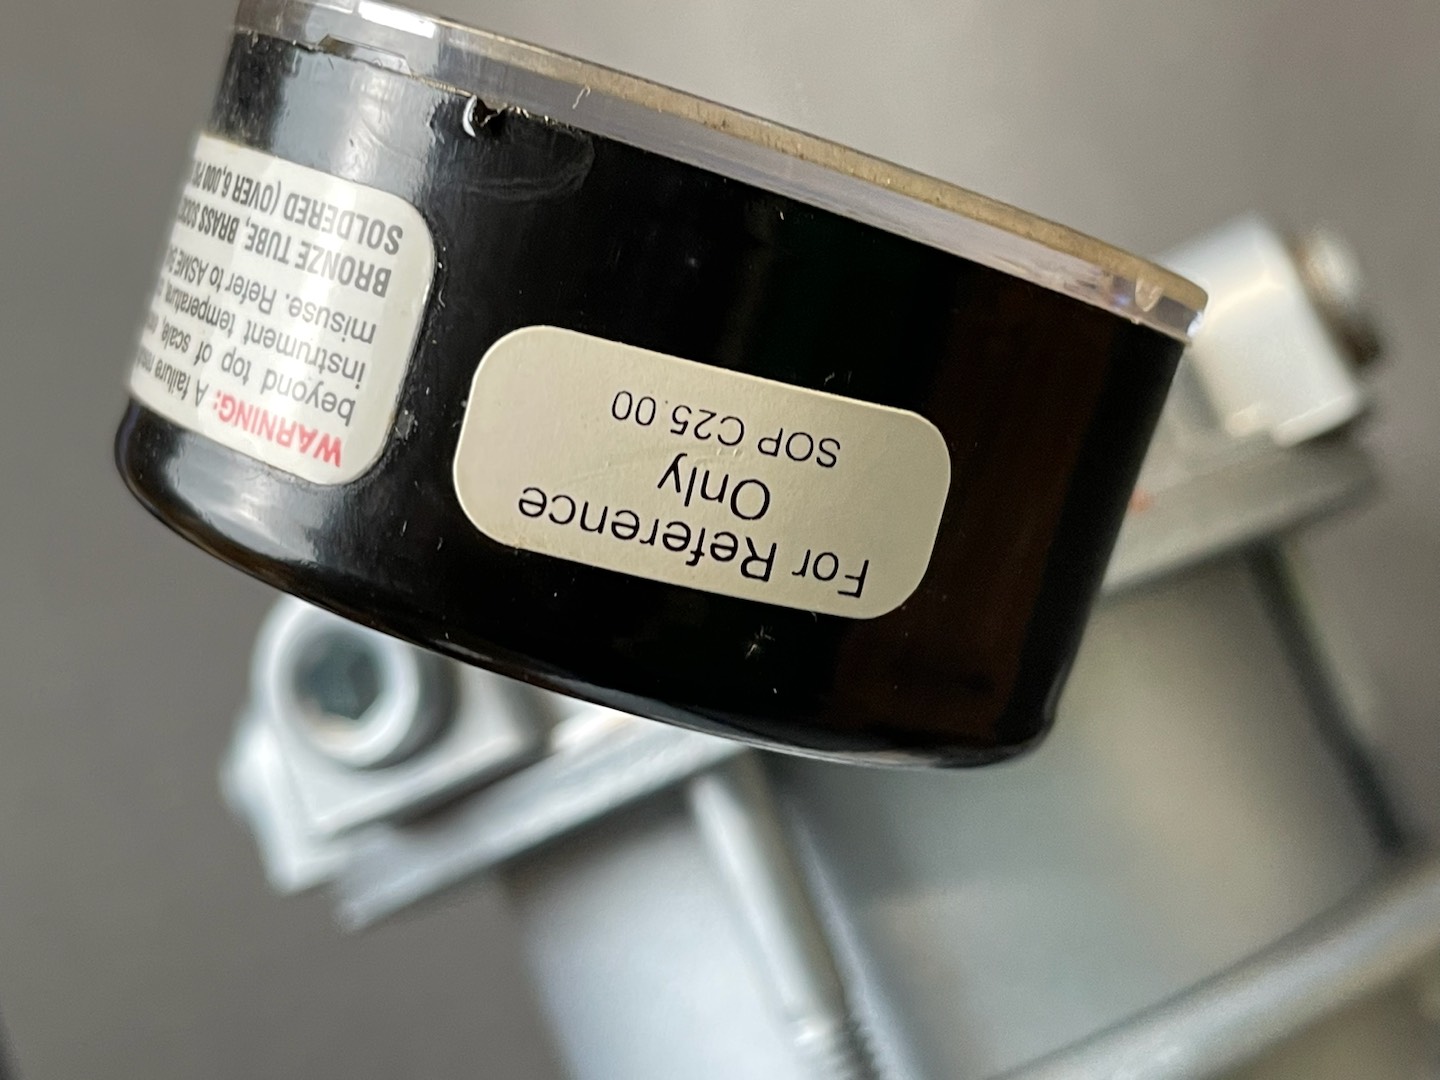 For Reference
Only
SOP C25.00
WARNING: A failure
beyond top of scale,
instrument temperature
misuse. Refer to ASME
BRONZE TUBE, BRASS
SOLDERED (OVER 6,000